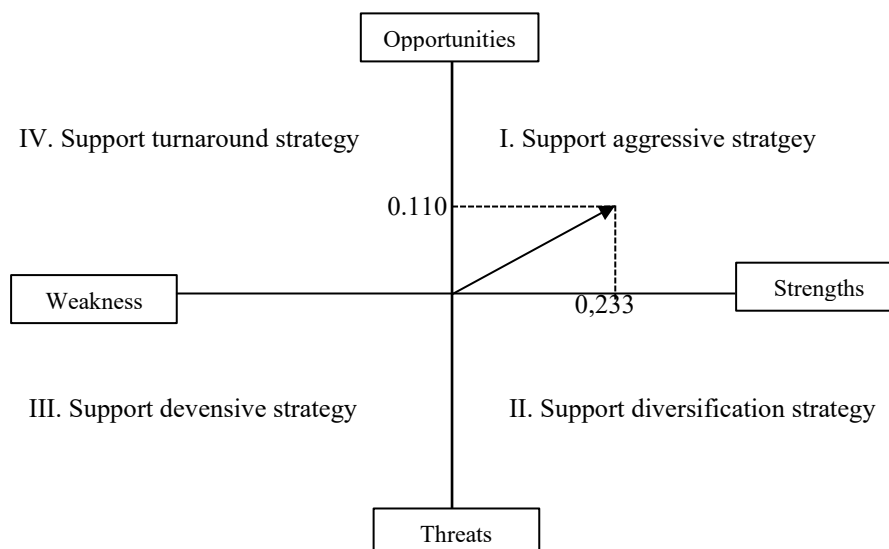 Opportunities
IV. Support turnaround strategy
I. Support aggressive stratgey
0.110
Weakness
Strengths
0,233
III. Support devensive strategy
II. Support diversification strategy
Threats